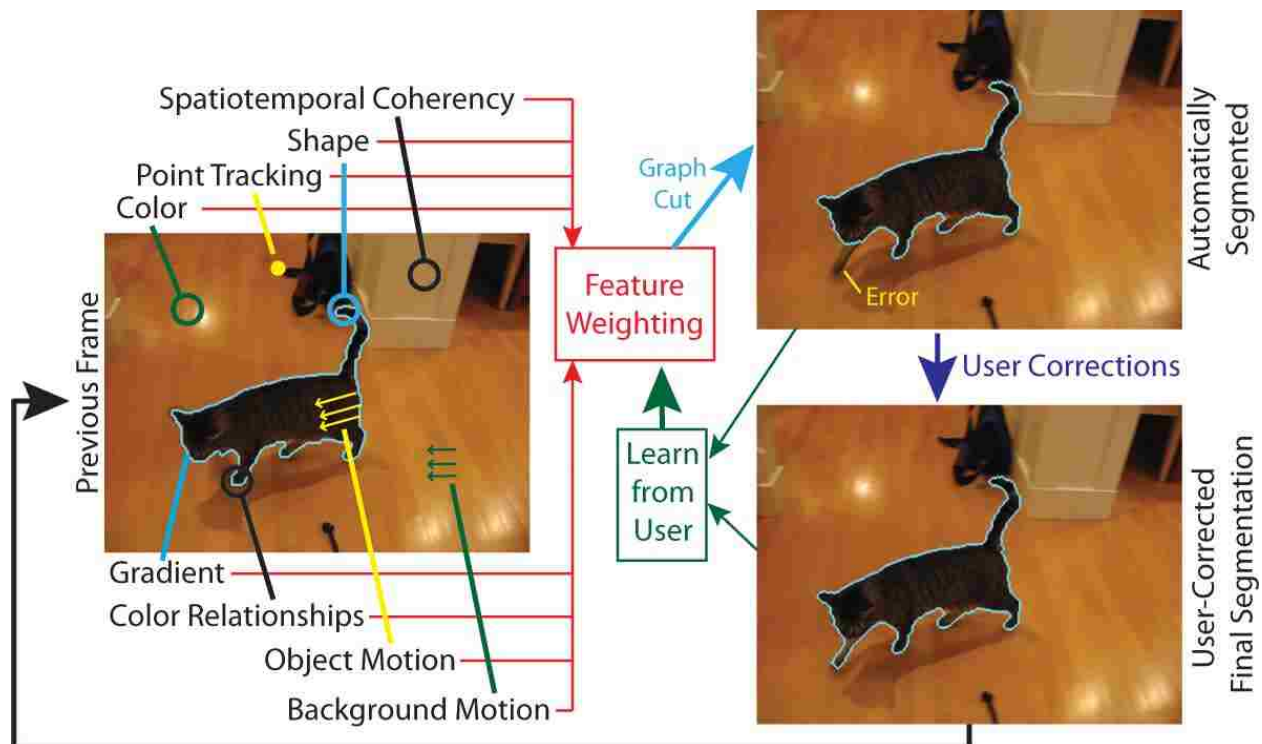 Spatiotemporal Coherency
Shape
Point Tracking
Color
Previous Frame
Gradient
Color Relationships
Object Motion
Background Motion
Feature
Weighting
Graph
Cut
Learn
from
User
Error
Automatically
Segmented
User Corrections
User-Corrected
Final Segmentation